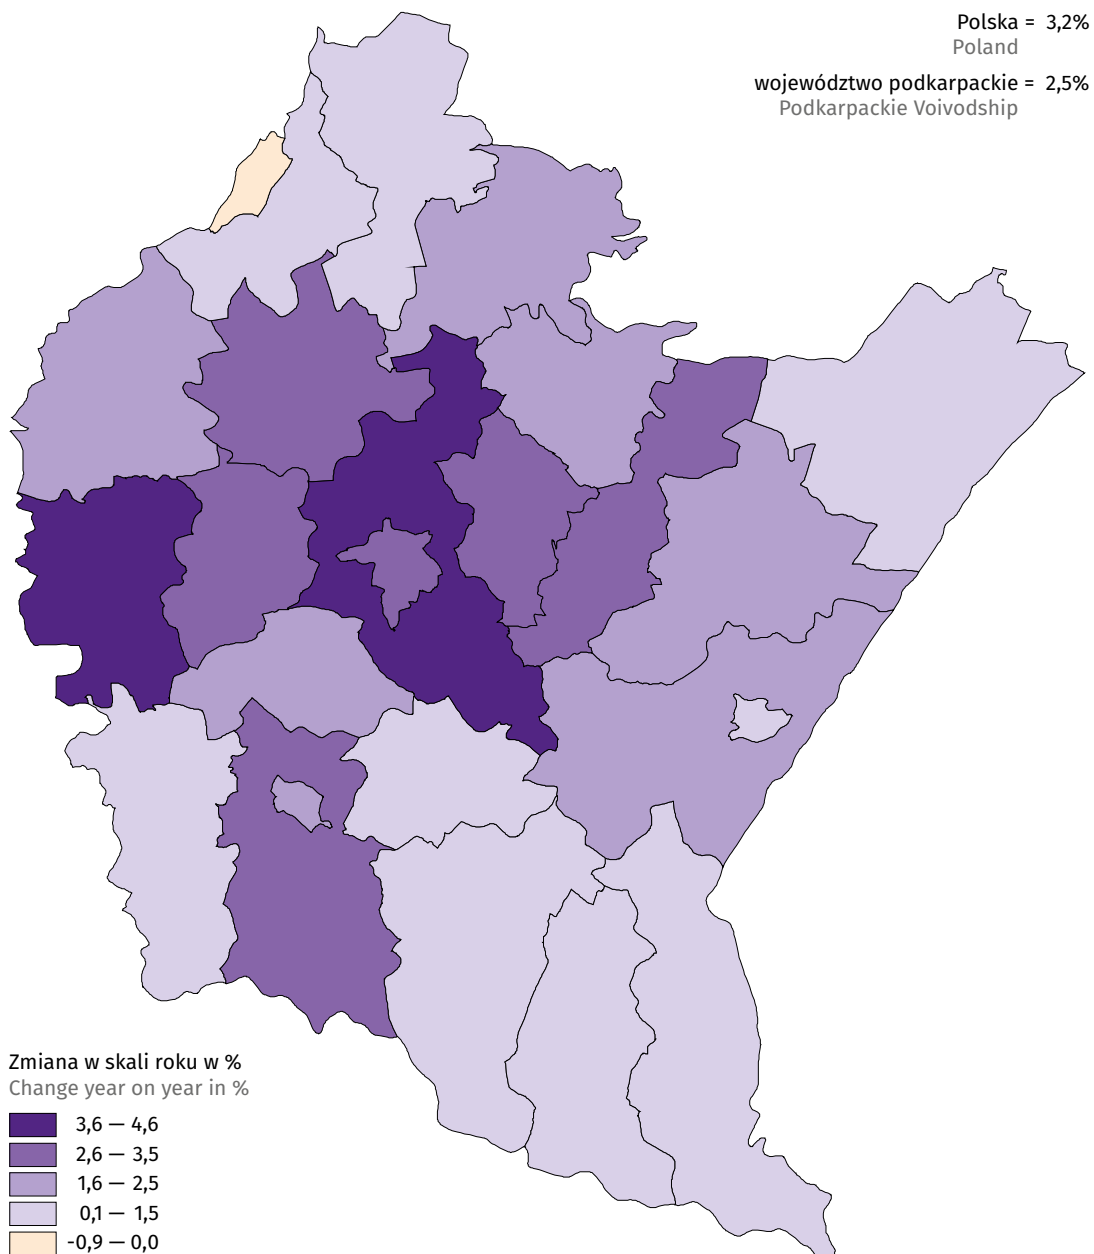 Polska = 3,2%
Poland
województwo podkarpackie = 2,5%
Podkarpackie Voivodship
Zmiana w skali roku w %
Change year on year in %
3,6 — 4,6
2,6 — 3,5
1,6 — 2,5
0,1 — 1,5
-0,9 — 0,0